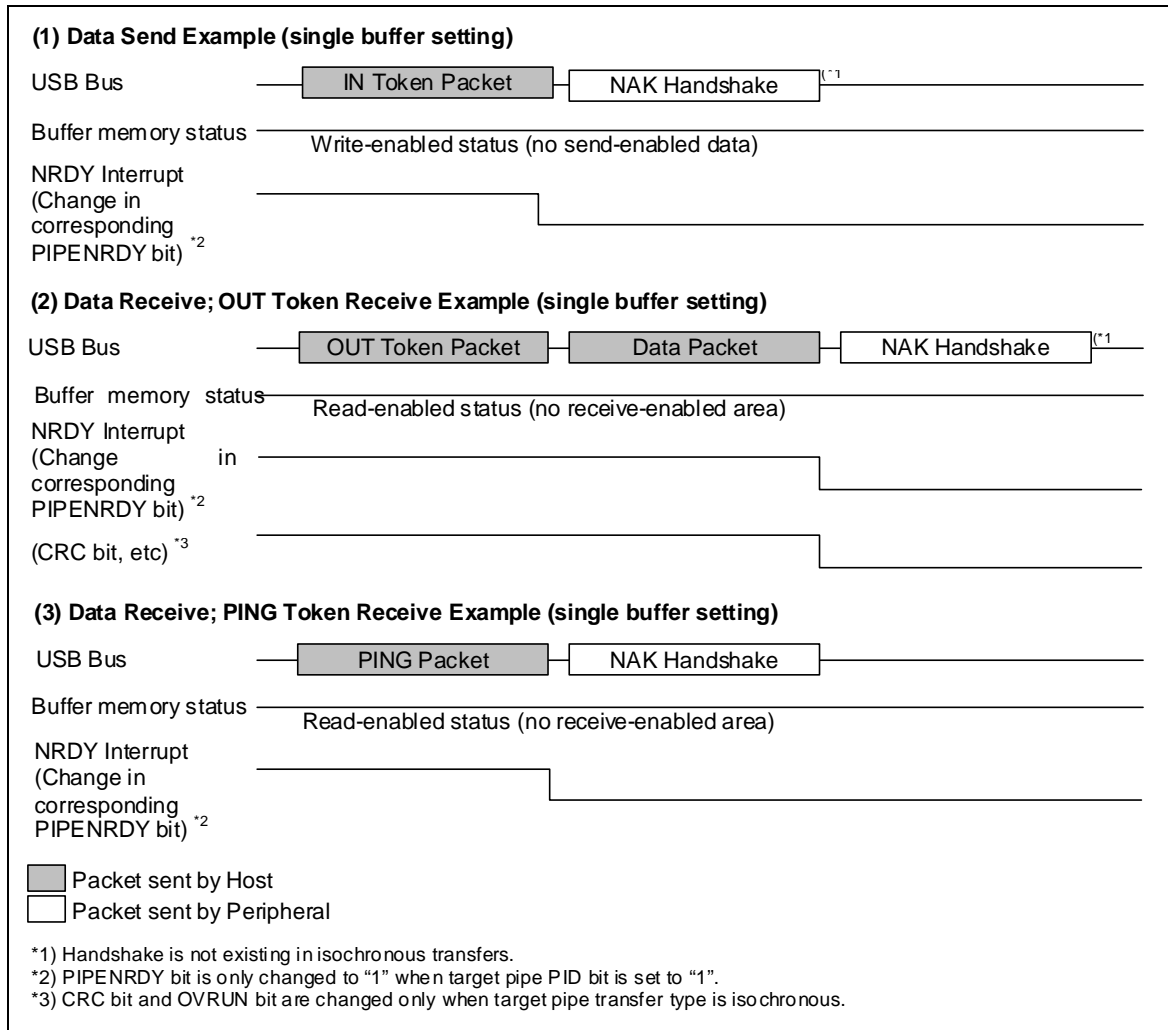 (1) Data Send Example (single buffer setting)
USB Bus
IN Token Packet
NAK Handshake
(*1
Buffer memory status
Write-enabled status (no send-enabled data)
NRDY Interrupt
(Change in
corresponding
PIPENRDY bit) *2
(2) Data Receive; OUT Token Receive Example (single buffer setting)
USB Bus
OUT Token Packet
Data Packet
NAK Handshake
(*1
Buffer memory status
Read-enabled status (no receive-enabled area)
NRDY Interrupt
(Change in
corresponding
PIPENRDY bit) *2
(CRC bit, etc) *3
(3) Data Receive; PING Token Receive Example (single buffer setting)
USB Bus
PING Packet
NAK Handshake
Buffer memory status
Read-enabled status (no receive-enabled area)
NRDY Interrupt
(Change in
corresponding
PIPENRDY bit) *2
Packet sent by Host
Packet sent by Peripheral
*1) Handshake is not existing in isochronous transfers.
*2) PIPENRDY bit is only changed to “1” when target pipe PID bit is set to “1”.
*3) CRC bit and OVRUN bit are changed only when target pipe transfer type is isochronous.